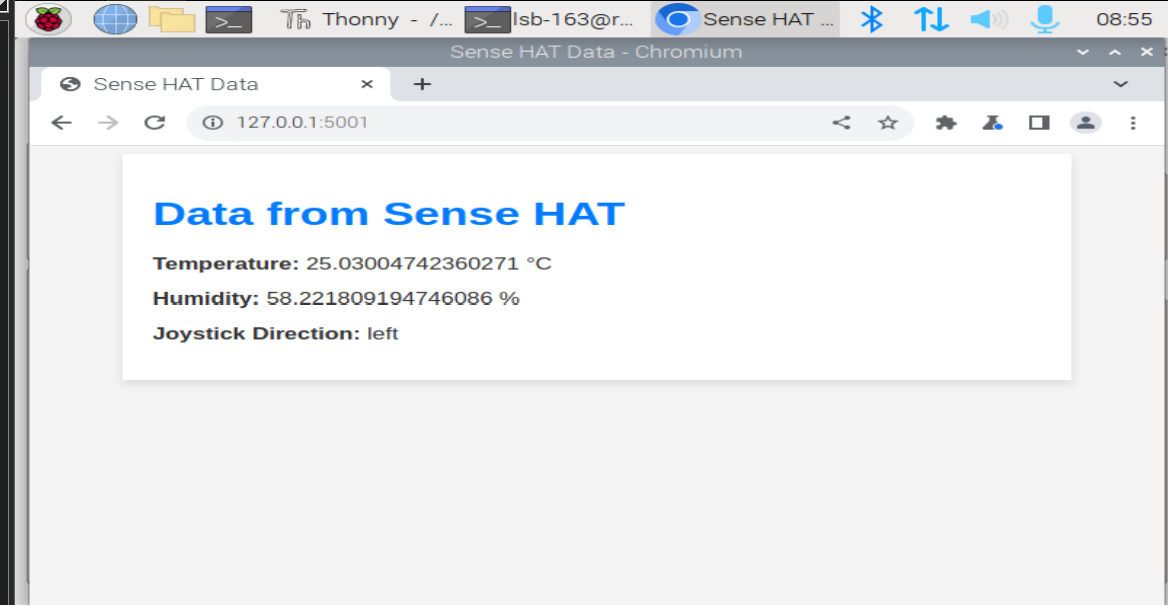 Thonny - /... lsb-163@r... Sense HAT ... 08:55
Sense HAT Data - Chromium
Sense HAT Data
127.0.0.1:5001
Data from Sense HAT
Temperature: 25.03004742360271 °C
Humidity: 58.221809194746086 %
Joystick Direction: left